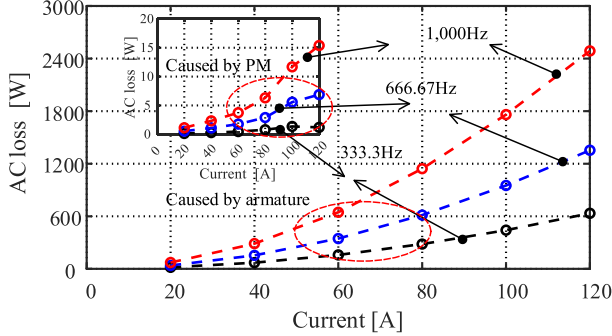 3000
2400
1800
1200
600
0
AC loss [W]
0
20
40
60
80
100
120
Current [A]
20
15
10
5
0
AC loss [W]
0
20
40
60
80
100
120
Current [A]
Caused by PM
1,000Hz
666.67Hz
333.3Hz
Caused by armature